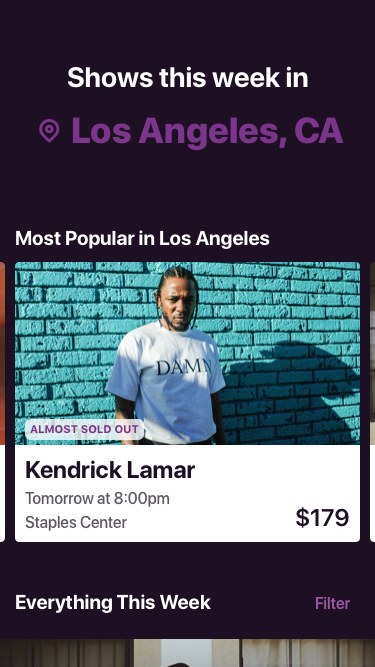 Shows this week in
Los Angeles, CA
Most Popular in Los Angeles
DAMN
ALMOST SOLD OUT
Kendrick Lamar
Tomorrow at 8:00pm
Staples Center
$179
Everything This Week
Filter